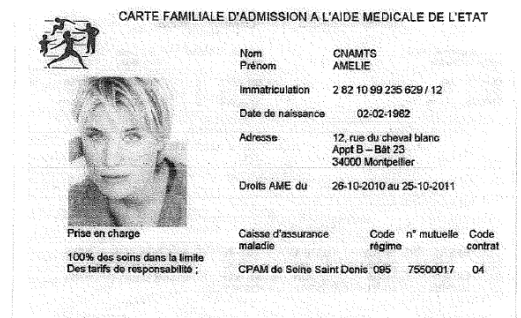 CARTE FAMILIALE D'ADMISSION A L'AIDE MEDICALE DE L'ETAT
Nom CNAMTS
Prénom AMELIE
Immatriculation 2 82 10 99 235 629 / 12
Date de naissance 02-02-1982
Adresse 12, rue du cheval blanc
Appt B – Bât 23
34000 Montpellier
Droits AME du 26-10-2010 au 25-10-2011
Prise en charge
100% des soins dans la limite
Des tarifs de responsabilité ;
Caisse d'assurance maladie Code régime n° mutuelle Code contrat
CPAM de Seine Saint Denis 095 75500017 04